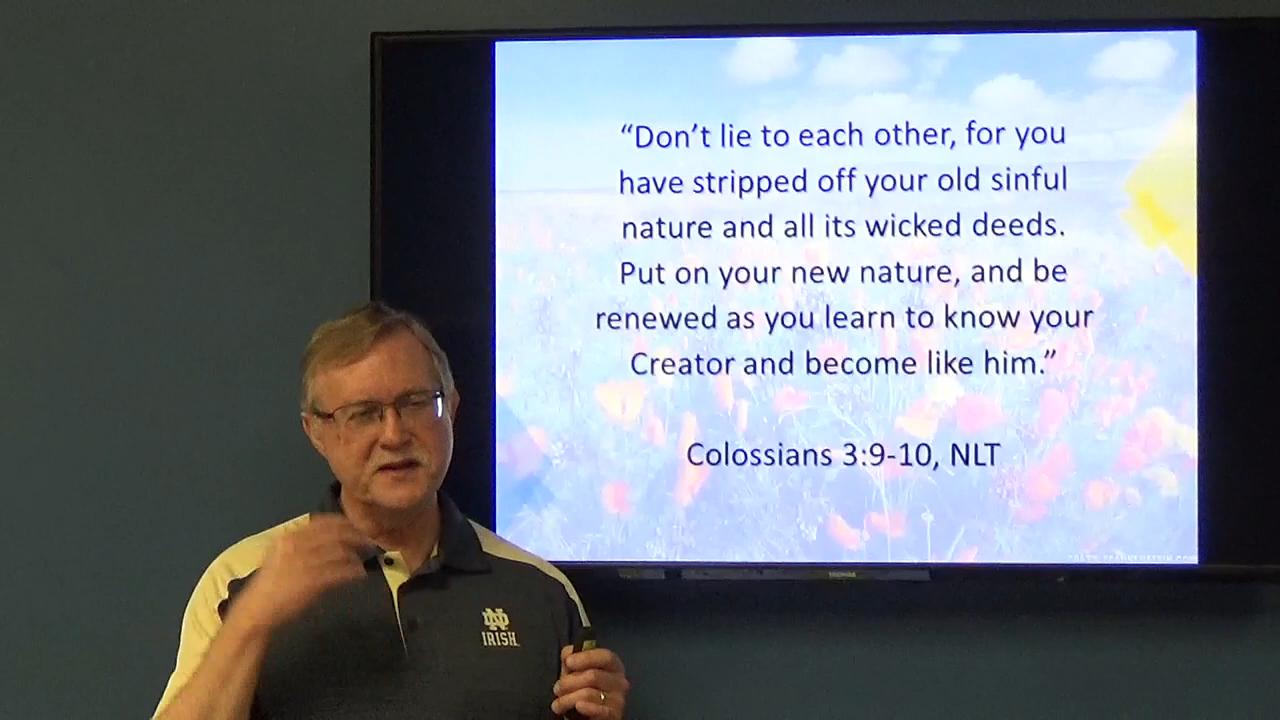 “Don’t lie to each other, for you
have stripped off your old sinful
nature and all its wicked deeds.
Put on your new nature, and be
renewed as you learn to know your
Creator and become like him.”
Colossians 3:9-10, NLT
ND
IRISH